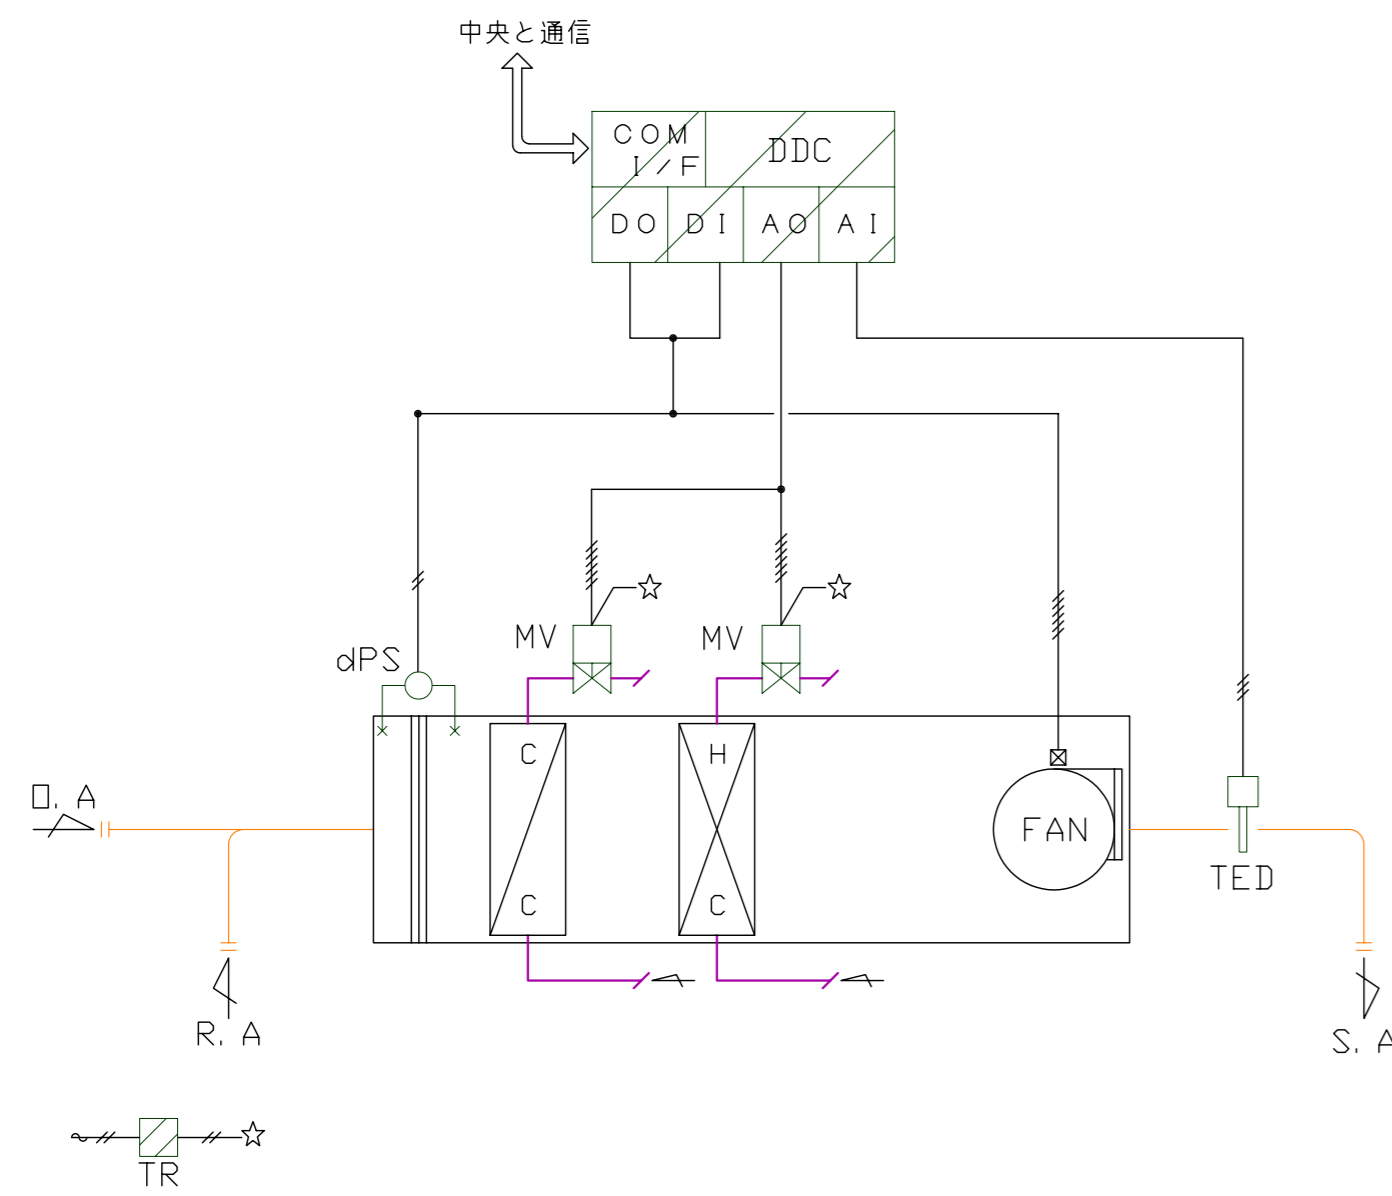 中央と通信
COM
I/F
DDC
DO
DI
AO
AI
MV
MV
dPS
C
H
O. A
FAN
TED
C
C
R. A
S. A
TR